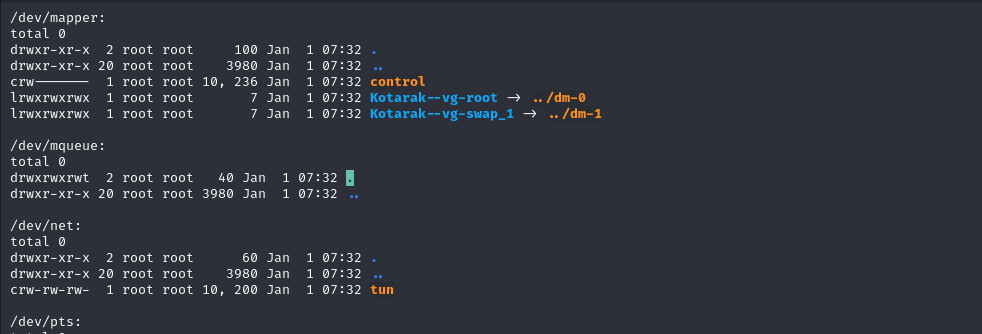 /dev/mapper:
total 0
drwxr-xr-x  2 root root     100 Jan  1 07:32 .
drwxr-xr-x 20 root root    3980 Jan  1 07:32 ..
crw-------  1 root root 10, 236 Jan  1 07:32 control
lrwxrwxrwx  1 root root       7 Jan  1 07:32 Kotarak--vg-root -> ../dm-0
lrwxrwxrwx  1 root root       7 Jan  1 07:32 Kotarak--vg-swap_1 -> ../dm-1
/dev/mqueue:
total 0
drwxrwxrwt  2 root root   40 Jan  1 07:32 .
drwxr-xr-x 20 root root 3980 Jan  1 07:32 ..
/dev/net:
total 0
drwxr-xr-x  2 root root      60 Jan  1 07:32 .
drwxr-xr-x 20 root root    3980 Jan  1 07:32 ..
crw-rw-rw-  1 root root 10, 200 Jan  1 07:32 tun
/dev/pts: